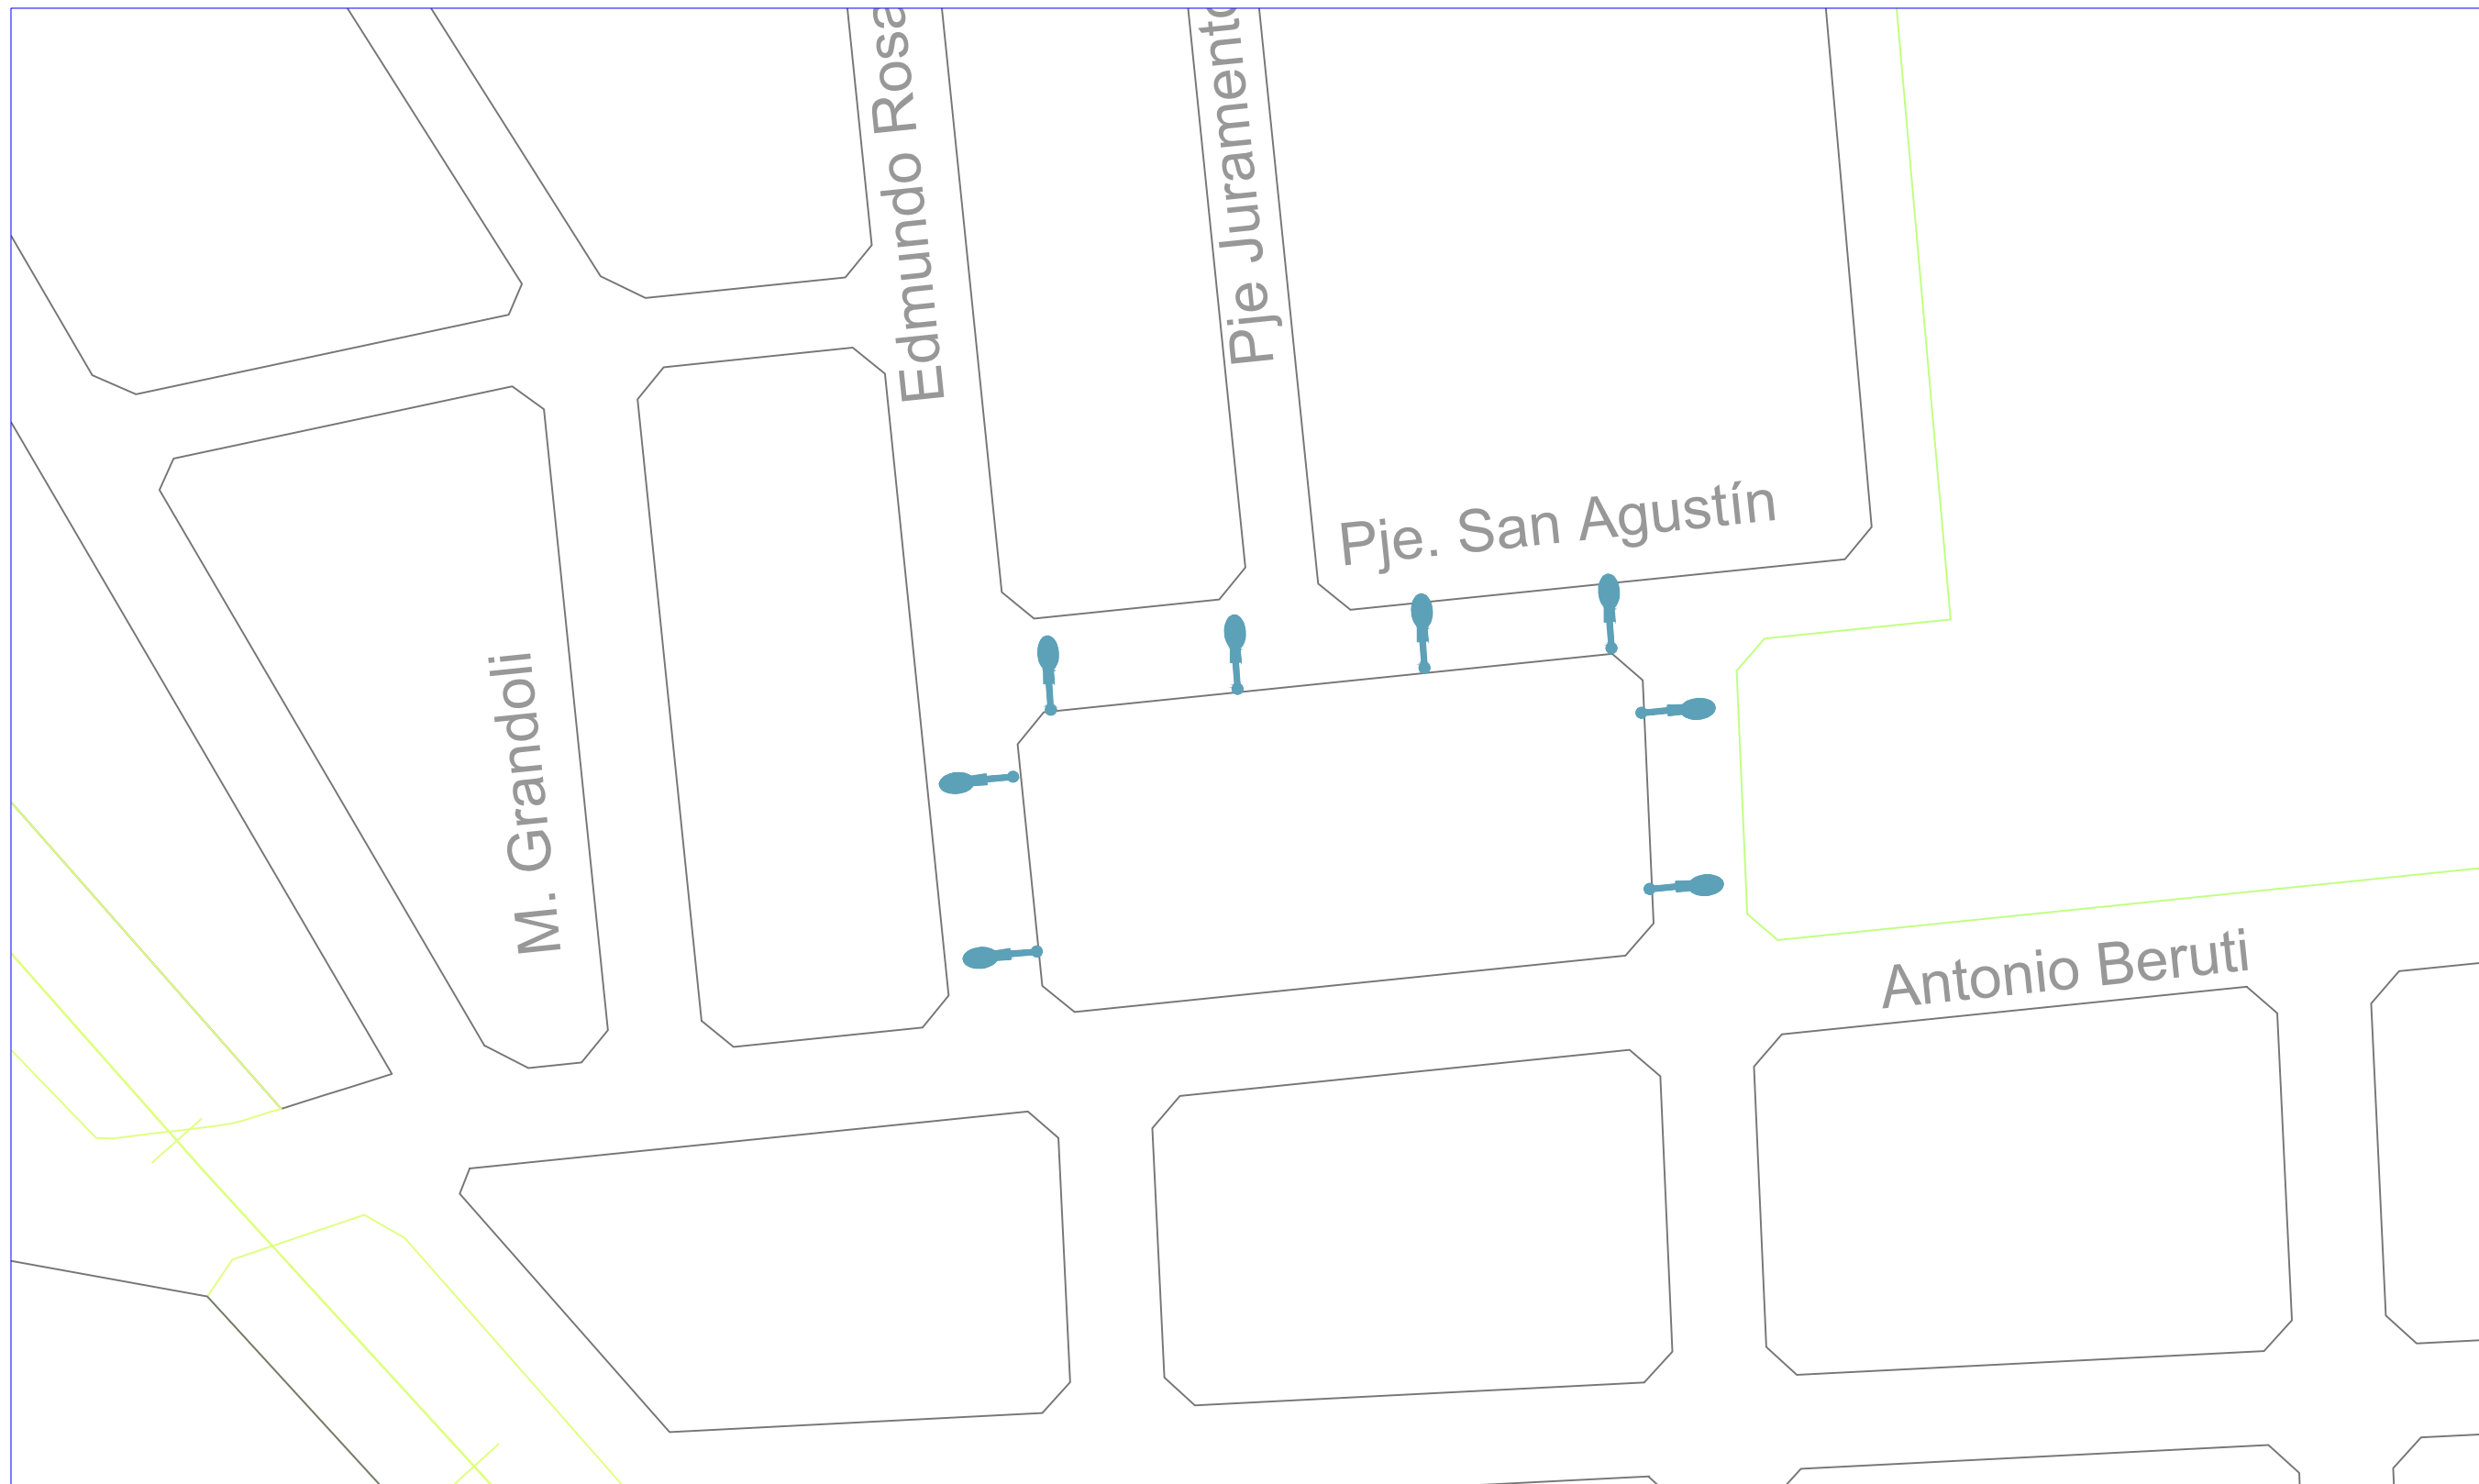 Edmundo Rosa
Pje Juramento
Pje. San Agustín
M. Grandoli
Antonio Beruti